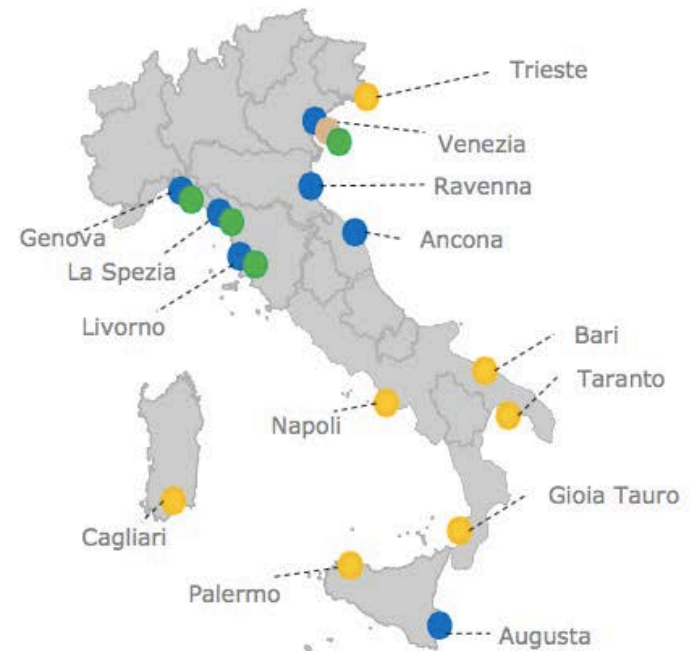 Trieste
Venezia
Ravenna
Genova
Ancona
La Spezia
Livorno
Bari
Taranto
Napoli
Gioia Tauro
Cagliari
Palermo
Augusta